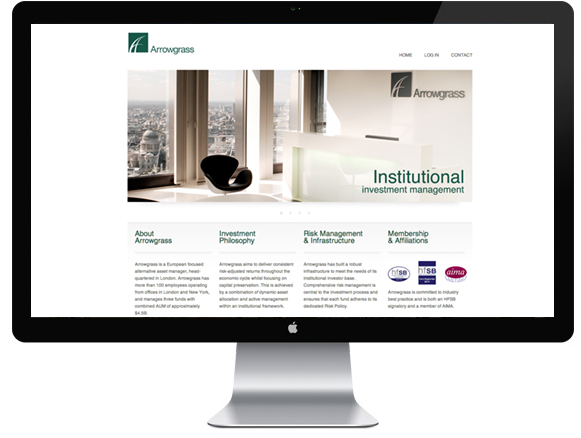 Arrowgrass
HOME LOG IN CONTACT
Arrowgrass
Institutional
investment management
About
Arrowgrass
Arrowgrass is a European focused
alternative asset manager, head-
quartered in London. Arrowgrass has
more than 100 employees operating
from offices in London and New York,
and manages three funds with
combined AUM of approximately
$4.5B
Investment
Philosophy
Arrowgrass aims to deliver consistent
risk-adjusted returns throughout the
economic cycle whilst focusing on
capital preservation. This is achieved
by a combination of dynamic asset
allocation and active management
within an institutional framework.
Risk Management
& Infrastructure
Arrowgrass has built a robust
infrastructure to meet the needs of its
institutional investor base.
Comprehensive risk management is
central to the investment process and
ensures that each fund adheres to its
dedicated Risk Policy.
Membership
& Affiliations
hfSB
hfSB
aima
Arrowgrass is committed to industry
best practice and is both an HFSB
signatory and a member of AIMA.